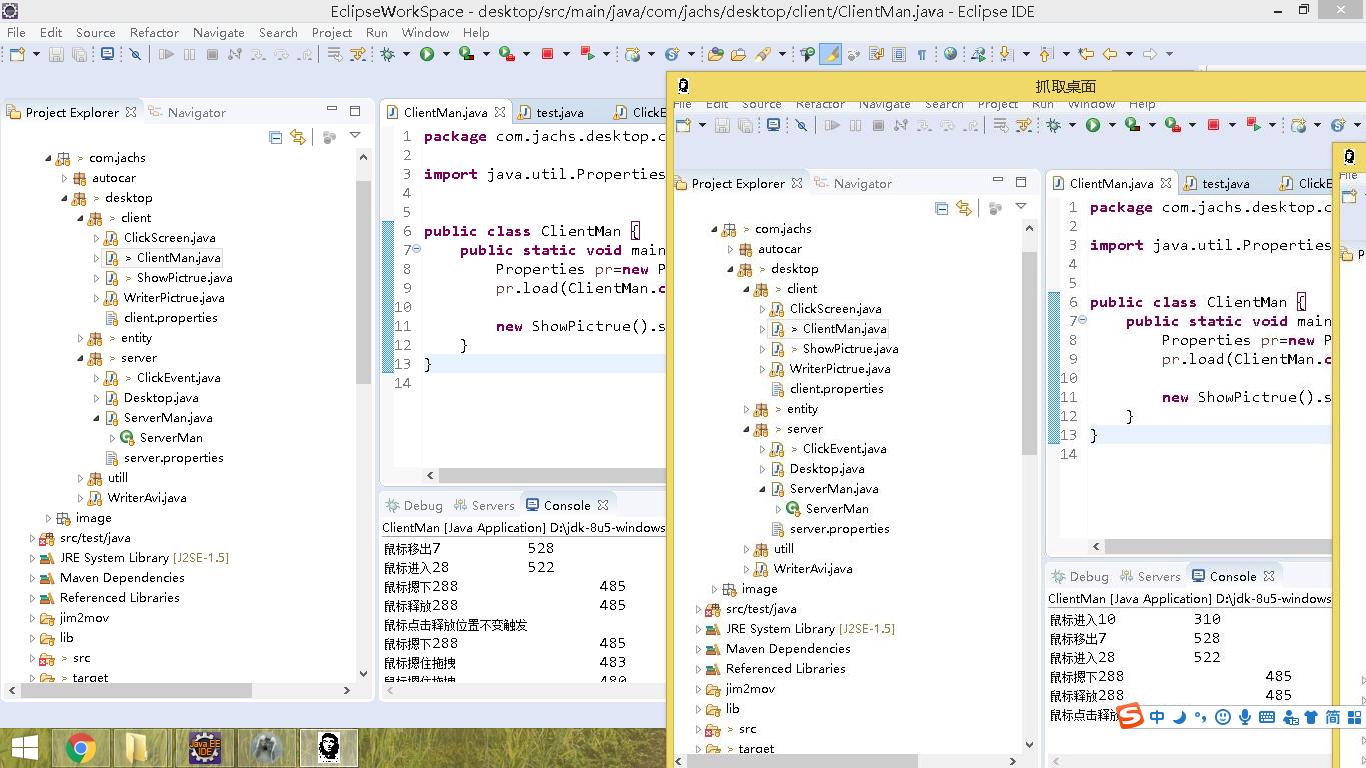 EclipseWorkSpace - desktop/src/main/java/com/jachs/desktop/client/ClientMan.java - Eclipse IDE
File Edit Source Refactor Navigate Search Project Run Window Help
Project Explorer Navigator
> com.jachs
autocar
> desktop
> client
ClickScreen.java
> ClientMan.java
> ShowPictrue.java
WriterPictrue.java
client.properties
> entity
> server
> ClickEvent.java
Desktop.java
ServerMan.java
ServerMan
server.properties
utill
WriterAvi.java
image
src/test/java
JRE System Library [J2SE-1.5]
Maven Dependencies
Referenced Libraries
jim2mov
lib
> src
> target
ClientMan.java test.java ClickE
1 package com.jachs.desktop.c
2
3 import java.util.Properties
4
5
6 public class ClientMan {
7 public static void main
8 Properties pr=new P
9 pr.load(ClientMan.c
10
11 new ShowPictrue().s
12 }
13 }
14
Debug Servers Console
ClientMan [Java Application] D:\jdk-8u5-windows
鼠标移出7 528
鼠标进入28 522
鼠标摁下288 485
鼠标释放288 485
鼠标点击释放位置不变触发
鼠标摁下288 485
鼠标摁住拖拽 483
鼠标摁住拖拽 480
Java EE
IDE
抓取桌面
File Edit Source Refactor Navigate Search Project Run Window Help
Project Explorer Navigator
> com.jachs
autocar
> desktop
> client
ClickScreen.java
> ClientMan.java
> ShowPictrue.java
WriterPictrue.java
client.properties
> entity
> server
> ClickEvent.java
Desktop.java
ServerMan.java
ServerMan
server.properties
utill
WriterAvi.java
image
src/test/java
JRE System Library [J2SE-1.5]
Maven Dependencies
Referenced Libraries
jim2mov
lib
> src
> target
ClientMan.java test.java ClickE
1 package com.jachs.desktop.c
2
3 import java.util.Properties
4
5
6 public class ClientMan {
7 public static void main
8 Properties pr=new P
9 pr.load(ClientMan.c
10
11 new ShowPictrue().s
12 }
13 }
14
Debug Servers Console
ClientMan [Java Application] D:\jdk-8u5-windows
鼠标进入10 310
鼠标移出7 528
鼠标进入28 522
鼠标摁下288 485
鼠标释放288 485
鼠标点击释放
S 中 简
File
P